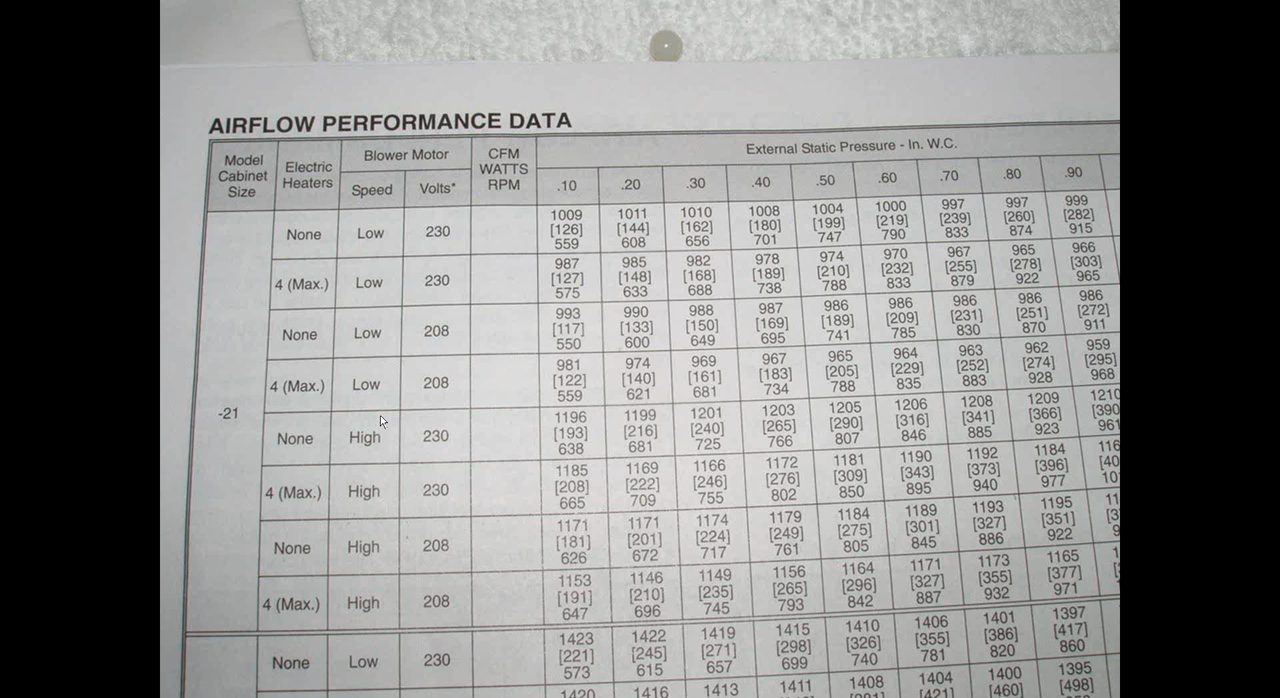 AIRFLOW PERFORMANCE DATA
Model Cabinet Size Electric Heaters Blower Motor CFM WATTS RPM External Static Pressure - In. W.C.
Speed Volts* .10 .20 .30 .40 .50 .60 .70 .80 .90
-21
None Low 230
1009 1011 1010 1008 1004 1000 997 997 999
[126] [144] [162] [180] [199] [219] [239] [260] [282]
559 608 656 701 747 790 833 874 915
4 (Max.) Low 230
987 985 982 978 974 970 967 965 966
[127] [148] [168] [189] [210] [232] [255] [278] [303]
575 633 688 738 788 833 879 922 965
None Low 208
993 990 988 987 986 986 986 986 986
[117] [133] [150] [169] [189] [209] [231] [251] [272]
550 600 649 695 741 785 830 870 911
4 (Max.) Low 208
981 974 969 967 965 964 963 962 959
[122] [140] [161] [183] [205] [229] [252] [274] [295]
559 621 681 734 788 835 883 928 968
None High 230
1196 1199 1201 1203 1205 1206 1208 1209 1210
[193] [216] [240] [265] [290] [316] [341] [366] [390
638 681 725 766 807 846 885 923 961
4 (Max.) High 230
1185 1169 1166 1172 1181 1190 1192 1184
[208] [222] [246] [276] [309] [343] [373] [396]
665 709 755 802 850 895 940 977
None High 208
1171 1171 1174 1179 1184 1189 1193 1195
[181] [201] [224] [249] [275] [301] [327] [351]
626 672 717 761 805 845 886 922
4 (Max.) High 208
1153 1146 1149 1156 1164 1171 1173 1165
[191] [210] [235] [265] [296] [327] [355] [377]
647 696 745 793 842 887 932 971
None Low 230
1423 1422 1419 1415 1410 1406 1401 1397
[221] [245] [271] [298] [326] [355] [386] [417]
573 615 657 699 740 781 820 860
1420 1416 1413 1411 1408 1404 1400 1395
[421] [460] [498]